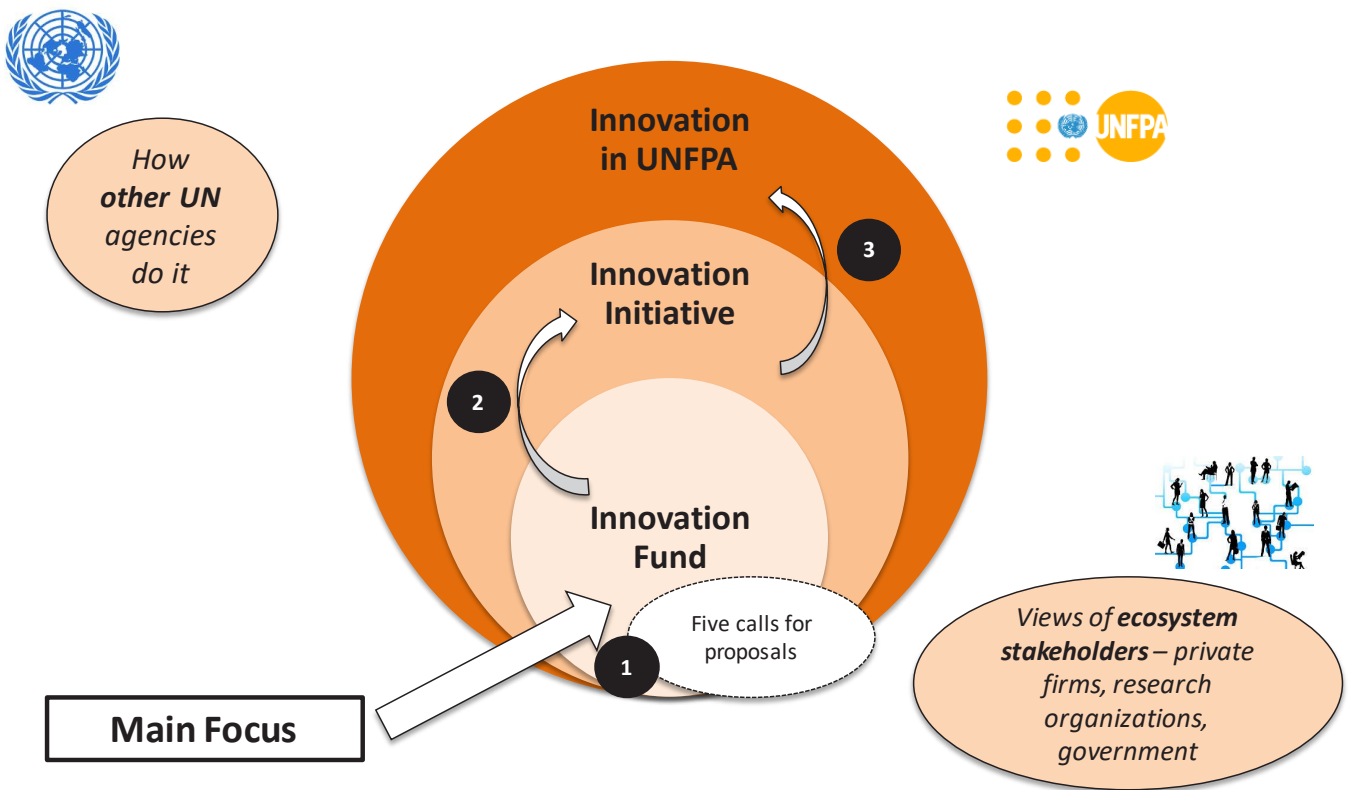 How
other UN
agencies
do it
Innovation
in UNFPA
UNFPA
3
Innovation
Initiative
2
Innovation
Fund
Five calls for
proposals
1
Main Focus
Views of ecosystem
stakeholders – private
firms, research
organizations,
government